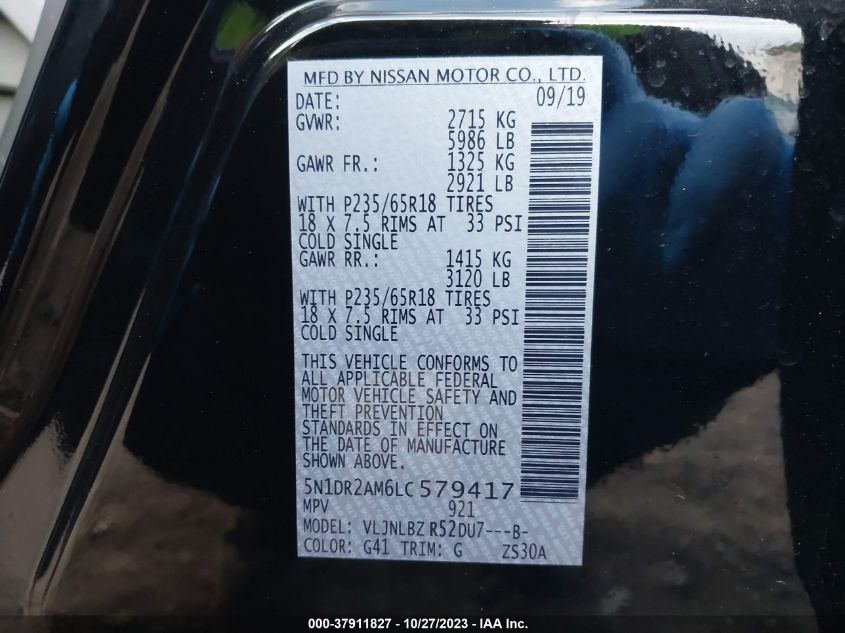 MFD BY NISSAN MOTOR CO., LTD.
DATE: 09/19
GVWR: 2715 KG
5986 LB
GAWR FR.: 1325 KG
2921 LB
WITH P235/65R18 TIRES
18 X 7.5 RIMS AT 33 PSI
COLD SINGLE
GAWR RR.: 1415 KG
3120 LB
WITH P235/65R18 TIRES
18 X 7.5 RIMS AT 33 PSI
COLD SINGLE
THIS VEHICLE CONFORMS TO
ALL APPLICABLE FEDERAL
MOTOR VEHICLE SAFETY AND
THEFT PREVENTION
STANDARDS IN EFFECT ON
THE DATE OF MANUFACTURE
SHOWN ABOVE.
5N1DR2AM6LC579417
MPV 921
MODEL: VLJNLBZ R52DU7---B-
COLOR: G41 TRIM: G ZS30A
000-37911827 - 10/27/2023 - IAA Inc.